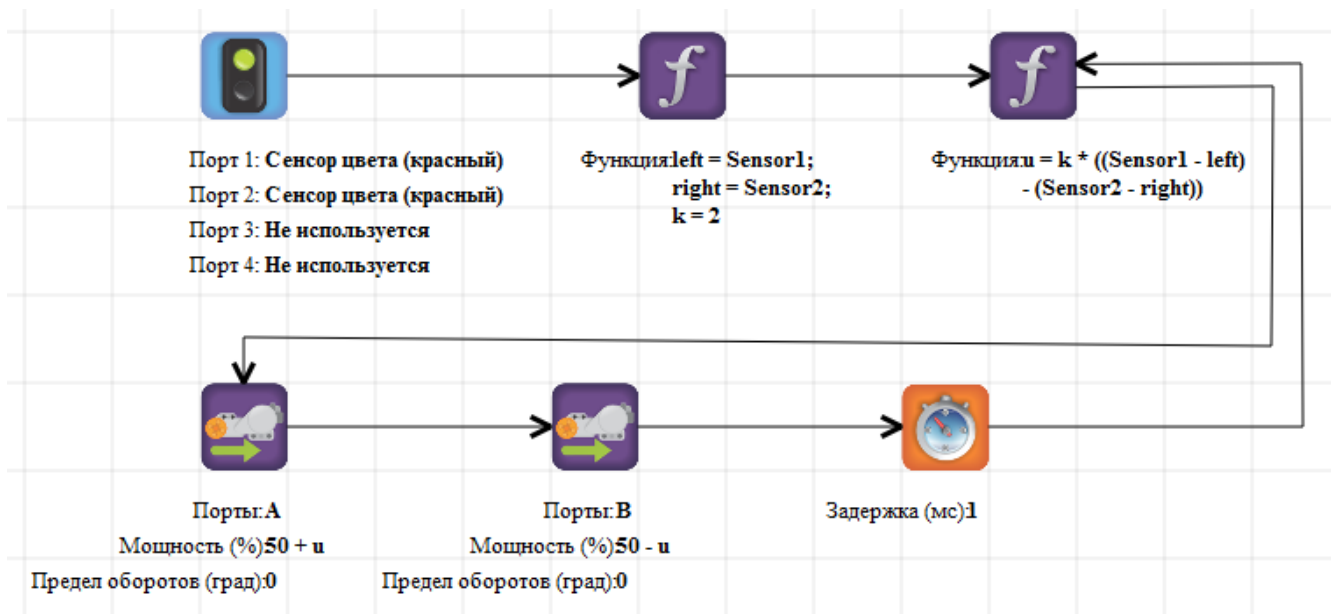 Порт 1: Сенсор цвета (красный)
Порт 2: Сенсор цвета (красный)
Порт 3: Не используется
Порт 4: Не используется
Функция:left = Sensor1;
right = Sensor2;
k = 2
Функция:u = k * ((Sensor1 - left)
- (Sensor2 - right))
Порты:A
Мощность (%)50 + u
Предел оборотов (град):0
Порты:B
Мощность (%)50 - u
Предел оборотов (град):0
Задержка (мс)1